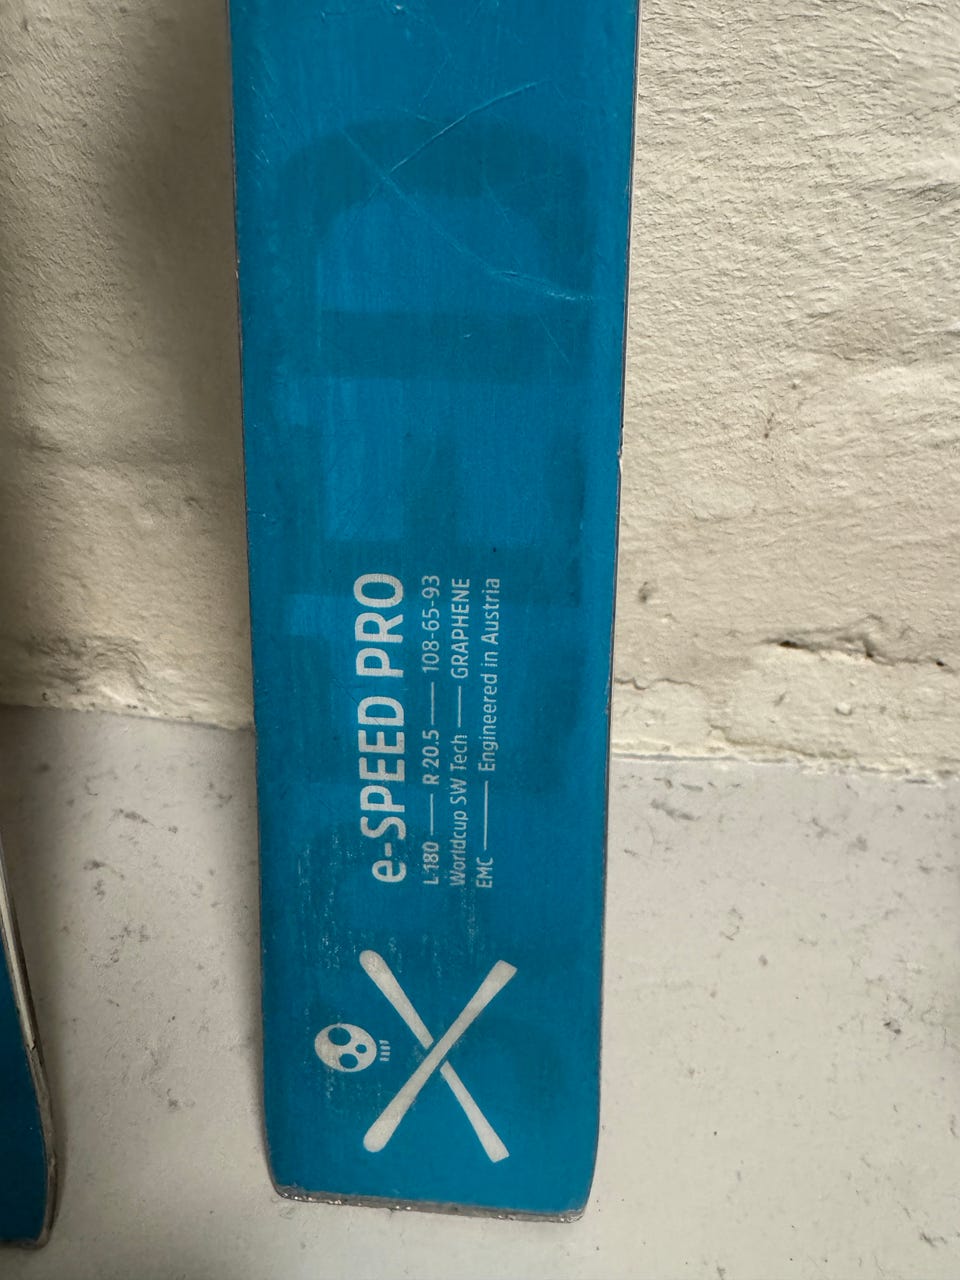 e-SPEED PRO
L-180 — R 20.5 — 108-65-93
Worldcup SW Tech — GRAPHENE
EMC — Engineered in Austria